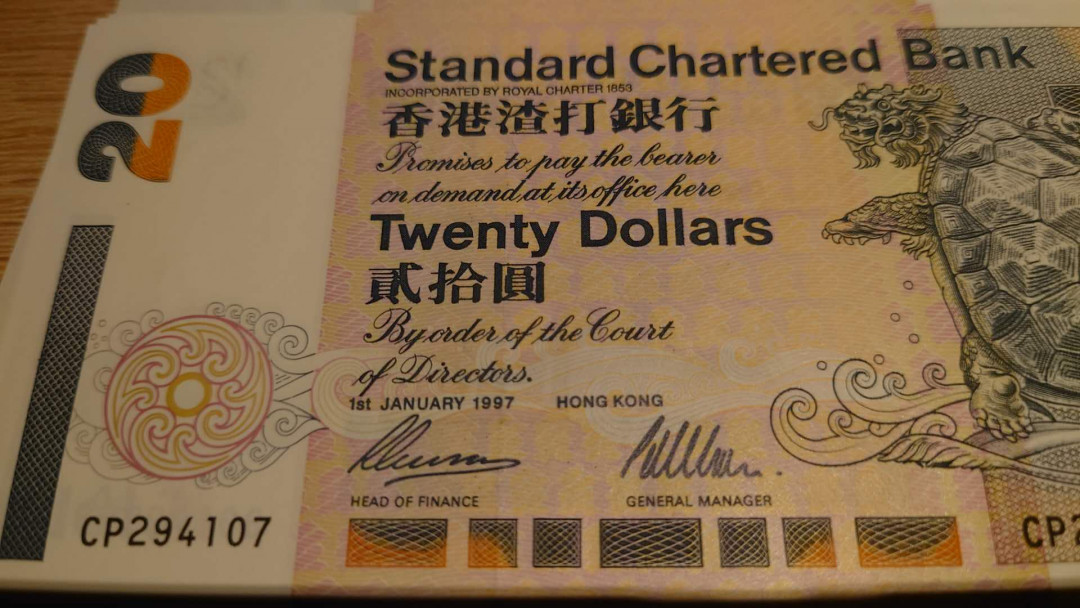 20
Standard Chartered Bank
INCORPORATED BY ROYAL CHARTER 1853
香港渣打銀行
Promises to pay the bearer
on demand at its office here
Twenty Dollars
貳拾圓
By order of the Court
of Directors.
1st JANUARY 1997 HONG KONG
HEAD OF FINANCE GENERAL MANAGER
CP294107 CP2